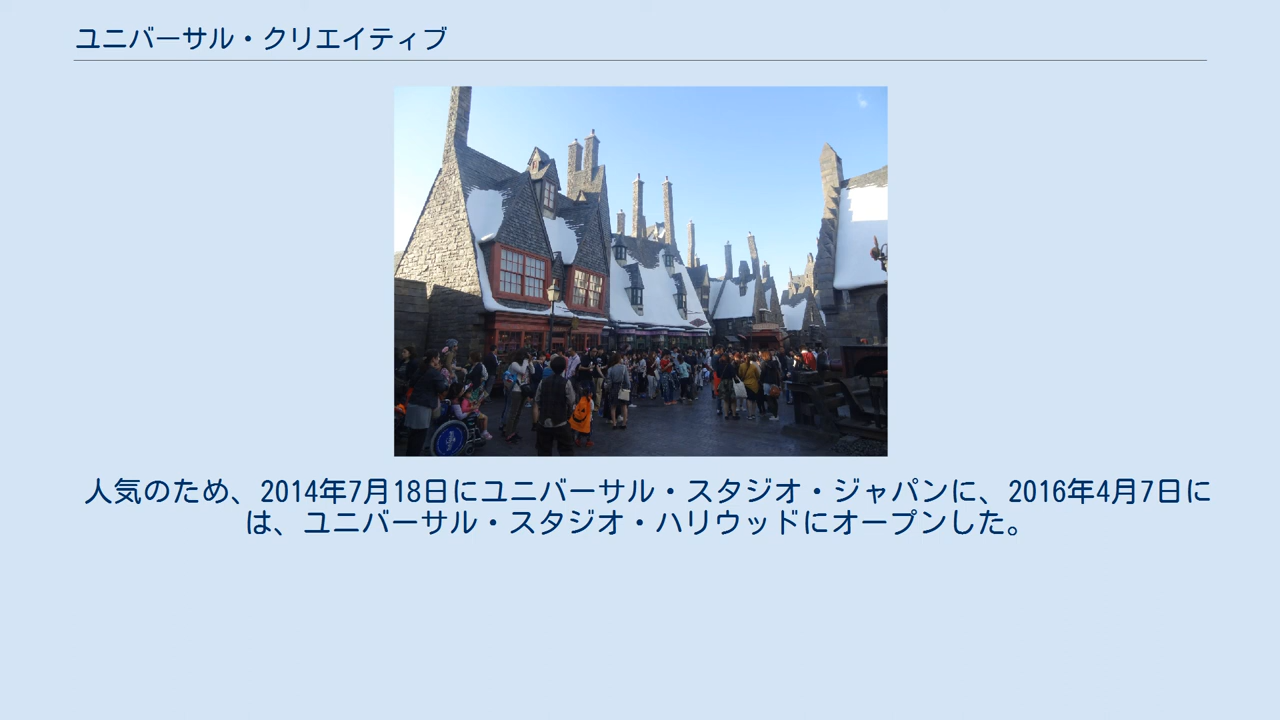 ユニバーサル・クリエイティブ
人気のため、2014年7月18日にユニバーサル・スタジオ・ジャパンに、2016年4月7日に
は、ユニバーサル・スタジオ・ハリウッドにオープンした。